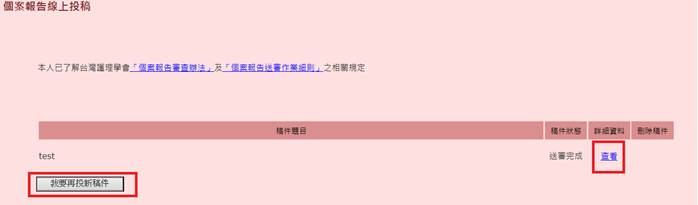 個案報告線上投稿
本人已了解台灣護理學會「個案報告審查辦法」及「個案報告送審作業細則」之相關規定
稿件題目 稿件狀態 詳細資料 刪除稿件
test 送審完成 查看
我要再投新稿件